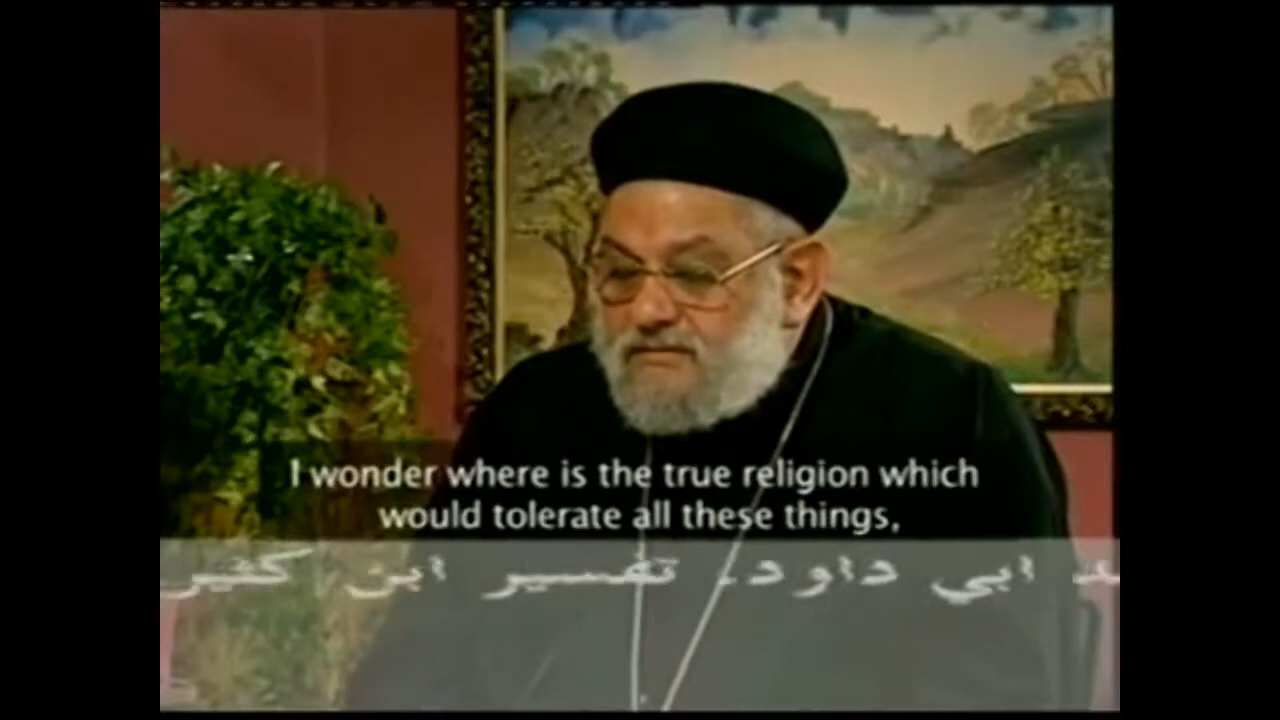 I wonder where is the true religion which
would tolerate all these things,
ابي داود. تفسير ابن كثير